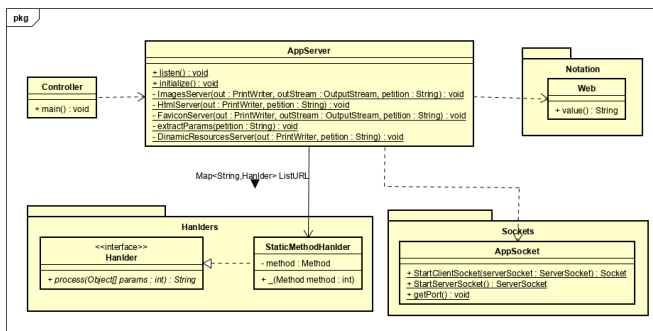 pkg
AppServer
+ listen() : void
+ initialize() : void
- ImagesServer(out : PrintWriter, outStream : OutputStream, petition : String) : void
- HtmlServer(out : PrintWriter, petition : String) : void
- FaviconServer(out : PrintWriter, outStream : OutputStream, petition : String) : void
- extractParams(petition : String) : void
- DinamicResourcesServer(out : PrintWriter, petition : String) : void
Controller
+ main() : void
Notation
Web
+ value() : String
Map<String,Hanlder> ListURL
Hanlders
<<interface>>
Hanlder
+ process(Object[] params : int) : String
StaticMethodHanlder
- method : Method
+ _(Method method : int)
Sockets
AppSocket
+ StartClientSocket(serverSocket : ServerSocket) : Socket
+ StartServerSocket() : ServerSocket
+ getPort() : void